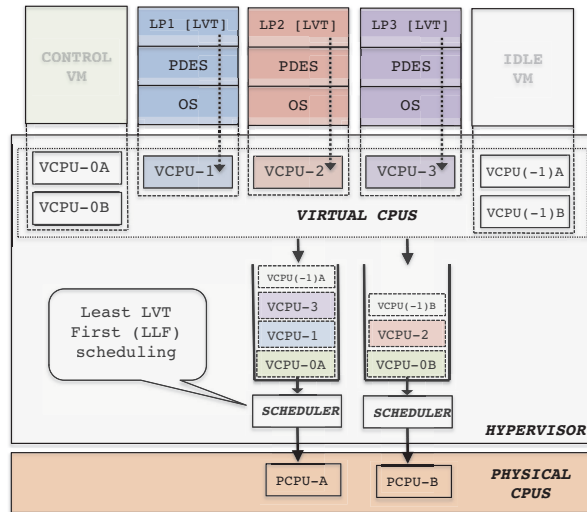 CONTROL
VM
LP1 [LVT]
PDES
OS
LP2 [LVT]
PDES
OS
LP3 [LVT]
PDES
OS
IDLE
VM
VCPU-0A
VCPU-0B
VCPU-1
VCPU-2
VCPU-3
VCPU(-1)A
VCPU(-1)B
VIRTUAL CPUS
Least LVT
First (LLF)
scheduling
VCPU(-1)A
VCPU-3
VCPU-1
VCPU-0A
VCPU(-1)B
VCPU-2
VCPU-0B
SCHEDULER
SCHEDULER
HYPERVISOR
PCPU-A
PCPU-B
PHYSICAL
CPUS